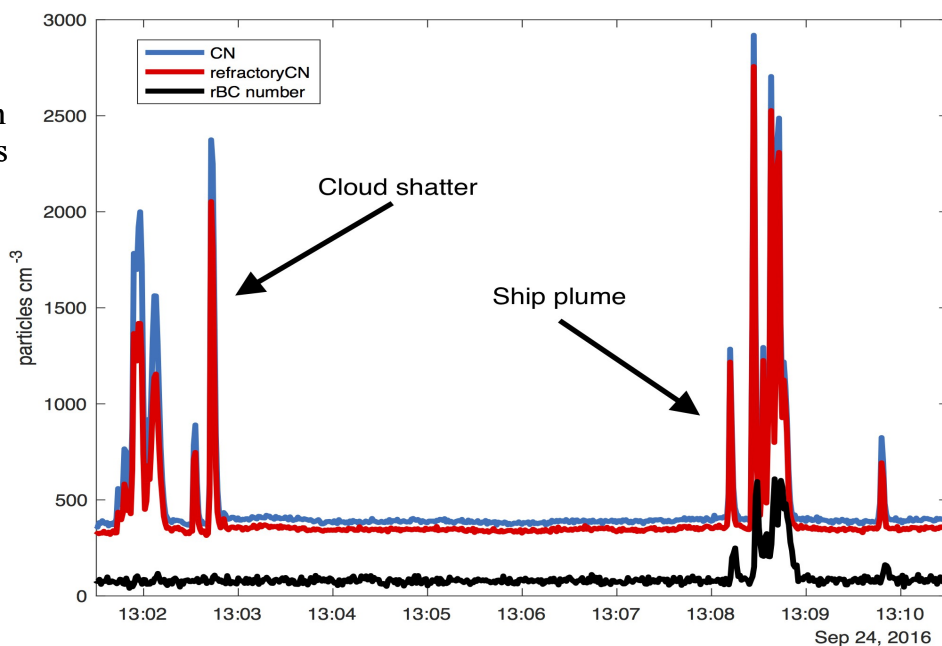 3000
2500
2000
1500
1000
500
0
particles cm⁻³
CN
refractoryCN
rBC number
Cloud shatter
Ship plume
13:02 13:03 13:04 13:05 13:06 13:07 13:08 13:09 13:10
Sep 24, 2016